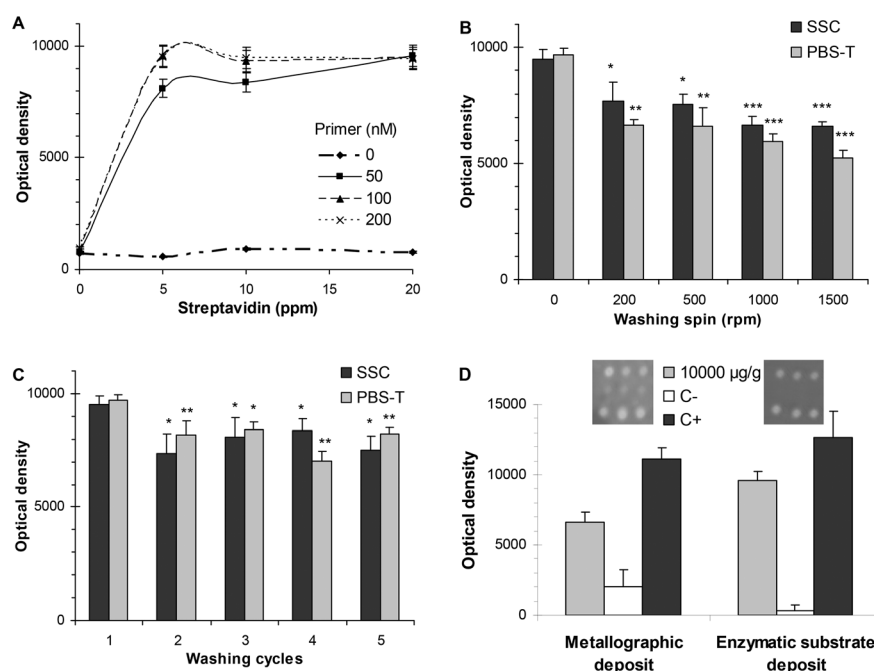 A
10000
5000
0
Optical density
Primer (nM)
0
50
100
200
0 5 10 15 20
Streptavidin (ppm)
B
SSC
PBS-T
10000
5000
0
Optical density
* ** * ** *** *** *** ***
0 200 500 1000 1500
Washing spin (rpm)
C
SSC
PBS-T
10000
5000
0
Optical density
* ** * * * ** * **
1 2 3 4 5
Washing cycles
D
10000 µg/g
C-
C+
15000
10000
5000
0
Optical density
Metallographic deposit
Enzymatic substrate deposit